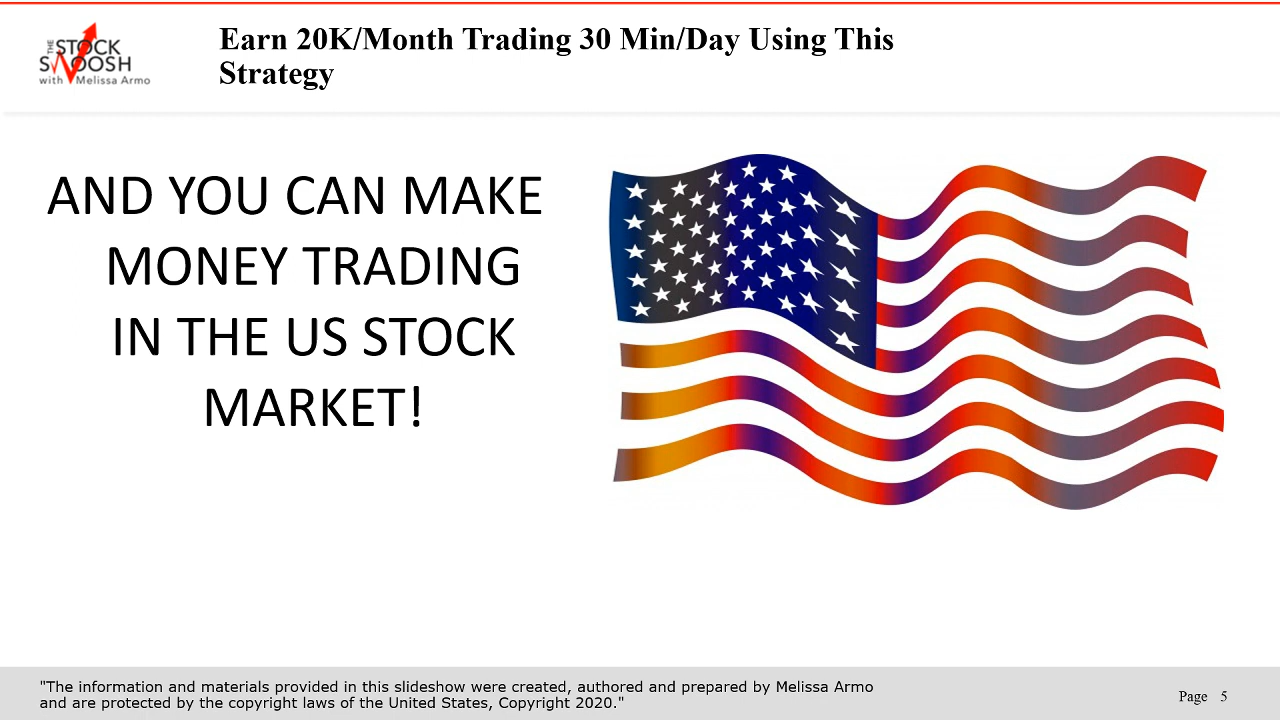 THE
STOCK
SWOOSH
with Melissa Armo
Earn 20K/Month Trading 30 Min/Day Using This
Strategy
AND YOU CAN MAKE
MONEY TRADING
IN THE US STOCK
MARKET!
"The information and materials provided in this slideshow were created, authored and prepared by Melissa Armo
and are protected by the copyright laws of the United States, Copyright 2020."
Page 5